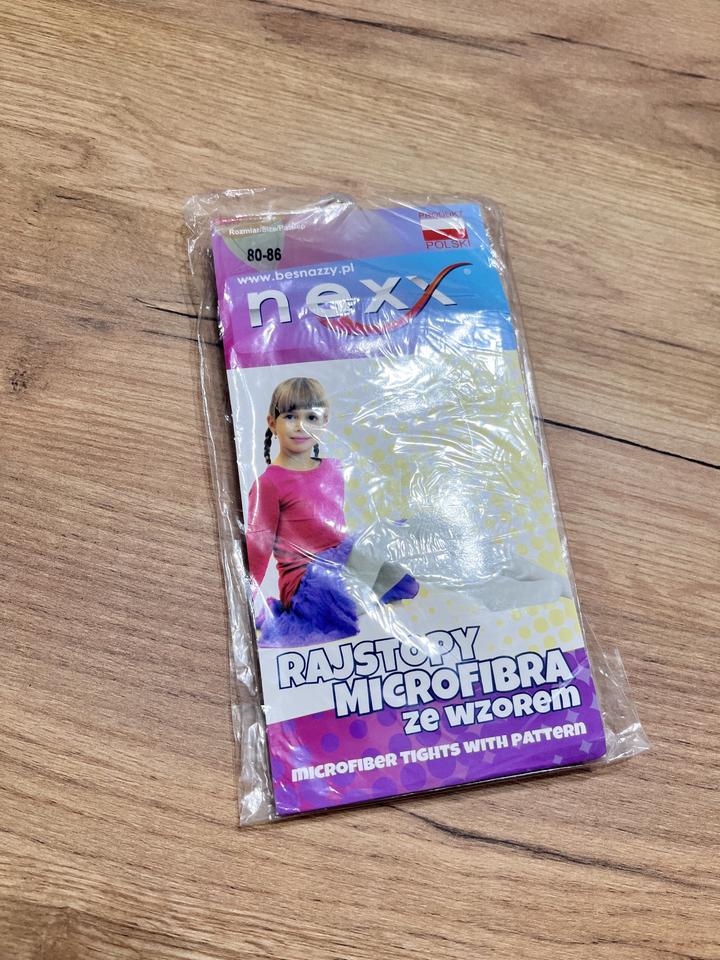 Rozmiar/Size/Размер
80-86
PRODUKT
POLSKI
www.besnazzy.pl
nexx®
RAJSTOPY
MICROFIBRA
ze wzorem
microfiber tights with pattern